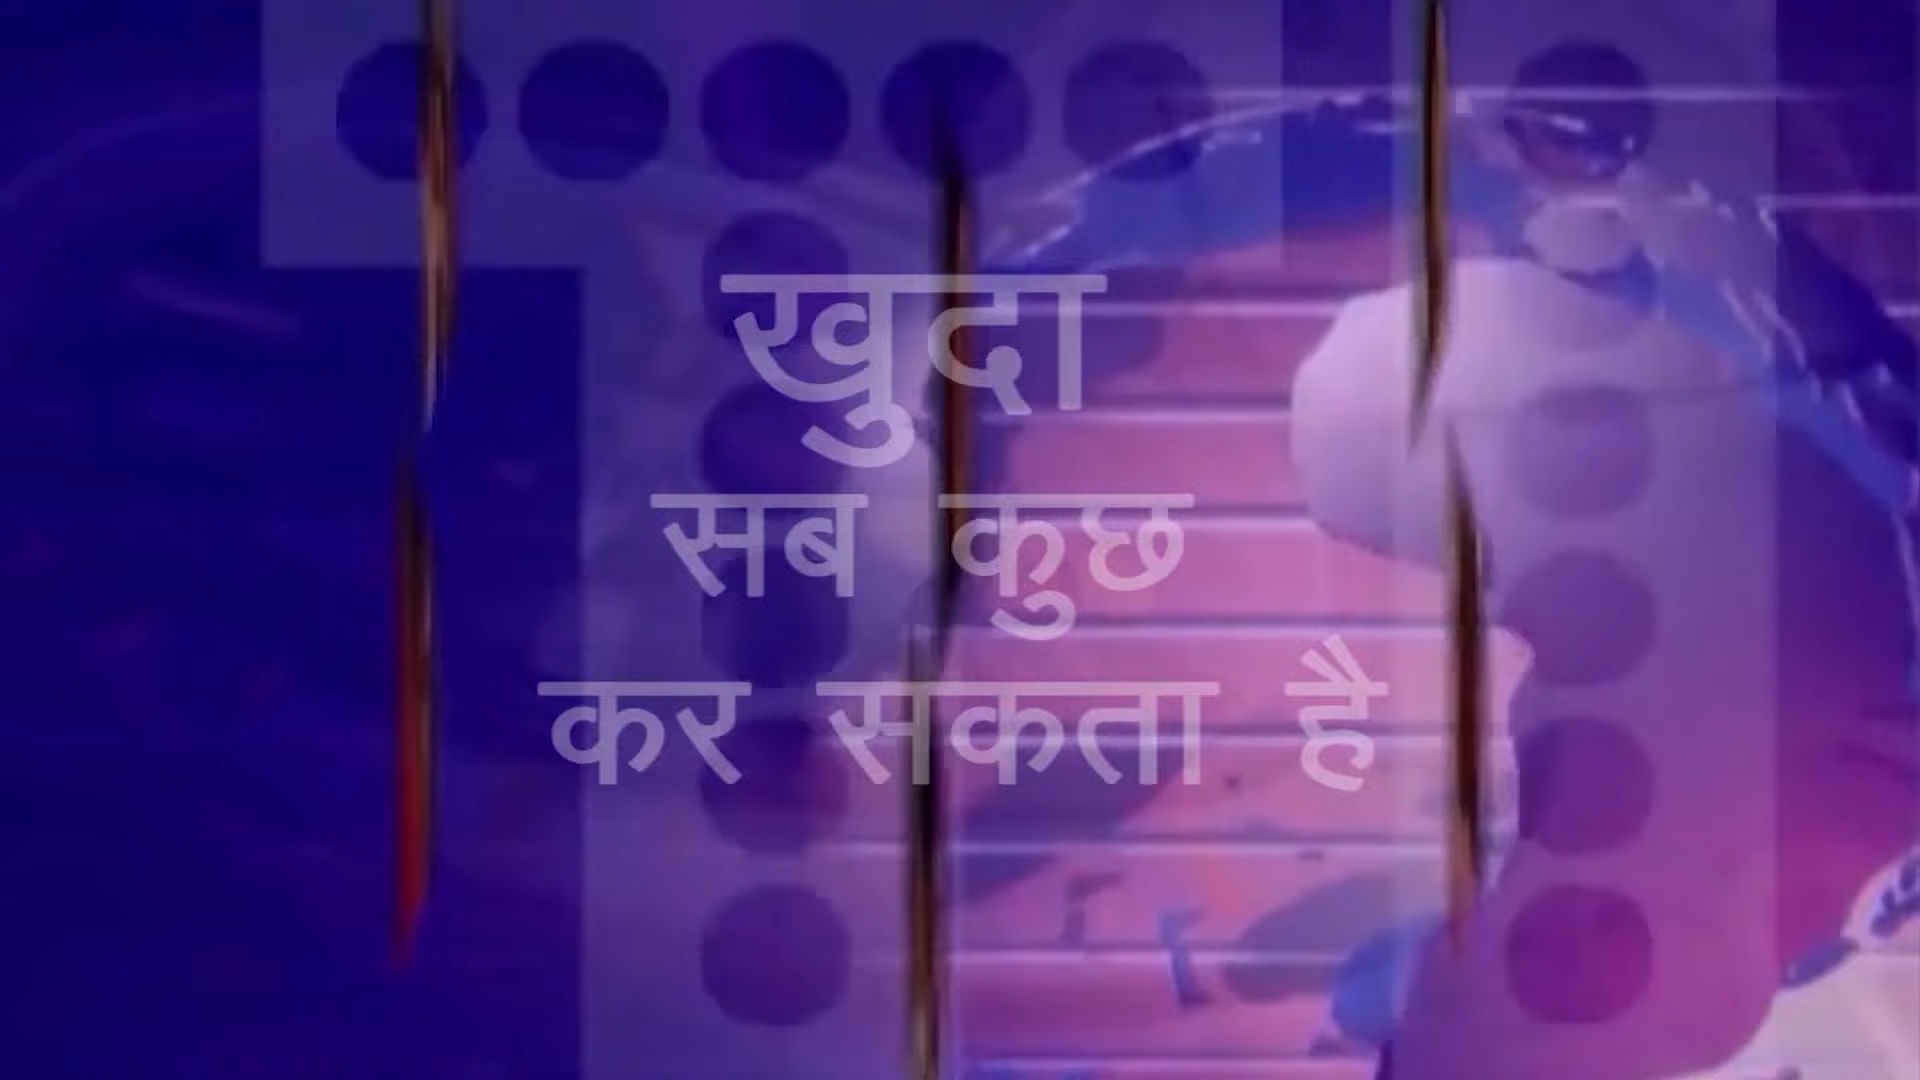 खुदा
सब कुछ
कर सकता है